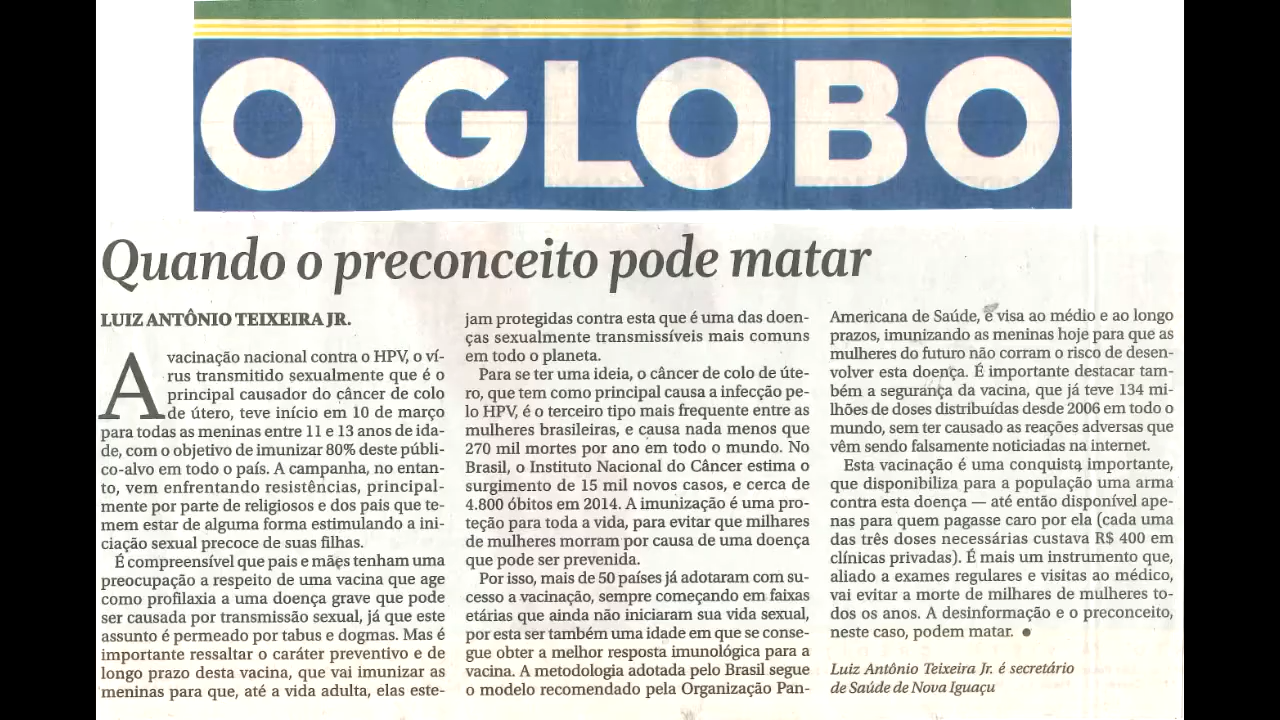 O GLOBO
Quando o preconceito pode matar
LUIZ ANTÔNIO TEIXEIRA JR.
A vacinação nacional contra o HPV, o ví-
rus transmitido sexualmente que é o
principal causador do câncer de colo
de útero, teve início em 10 de março
para todas as meninas entre 11 e 13 anos de ida-
de, com o objetivo de imunizar 80% deste públi-
co-alvo em todo o país. A campanha, no entan-
to, vem enfrentando resistências, principal-
mente por parte de religiosos e dos pais que te-
mem estar de alguma forma estimulando a ini-
ciação sexual precoce de suas filhas.
É compreensível que pais e mães tenham uma
preocupação a respeito de uma vacina que age
como profilaxia a uma doença grave que pode
ser causada por transmissão sexual, já que este
assunto é permeado por tabus e dogmas. Mas é
importante ressaltar o caráter preventivo e de
longo prazo desta vacina, que vai imunizar as
meninas para que, até a vida adulta, elas este-
jam protegidas contra esta que é uma das doen-
ças sexualmente transmissíveis mais comuns
em todo o planeta.
Para se ter uma ideia, o câncer de colo de úte-
ro, que tem como principal causa a infecção pe-
lo HPV, é o terceiro tipo mais frequente entre as
mulheres brasileiras, e causa nada menos que
270 mil mortes por ano em todo o mundo. No
Brasil, o Instituto Nacional do Câncer estima o
surgimento de 15 mil novos casos, e cerca de
4.800 óbitos em 2014. A imunização é uma pro-
teção para toda a vida, para evitar que milhares
de mulheres morram por causa de uma doença
que pode ser prevenida.
Por isso, mais de 50 países já adotaram com su-
cesso a vacinação, sempre começando em faixas
etárias que ainda não iniciaram sua vida sexual,
por esta ser também uma idade em que se conse-
gue obter a melhor resposta imunológica para a
vacina. A metodologia adotada pelo Brasil segue
o modelo recomendado pela Organização Pan-
Americana de Saúde, e visa ao médio e ao longo
prazos, imunizando as meninas hoje para que as
mulheres do futuro não corram o risco de desen-
volver esta doença. É importante destacar tam-
bém a segurança da vacina, que já teve 134 mi-
lhões de doses distribuídas desde 2006 em todo o
mundo, sem ter causado as reações adversas que
vêm sendo falsamente noticiadas na internet.
Esta vacinação é uma conquista importante,
que disponibiliza para a população uma arma
contra esta doença — até então disponível ape-
nas para quem pagasse caro por ela (cada uma
das três doses necessárias custava R$ 400 em
clínicas privadas). É mais um instrumento que,
aliado a exames regulares e visitas ao médico,
vai evitar a morte de milhares de mulheres to-
dos os anos. A desinformação e o preconceito,
neste caso, podem matar. ●
Luiz Antônio Teixeira Jr. é secretário
de Saúde de Nova Iguaçu